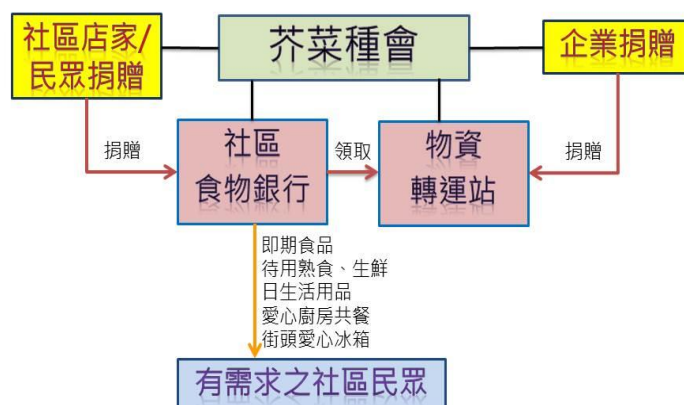 社區店家/
民眾捐贈
芥菜種會
企業捐贈
捐贈
社區
食物銀行
領取
物資
轉運站
捐贈
即期食品
待用熟食、生鮮
日生活用品
愛心廚房共餐
街頭愛心冰箱
有需求之社區民眾